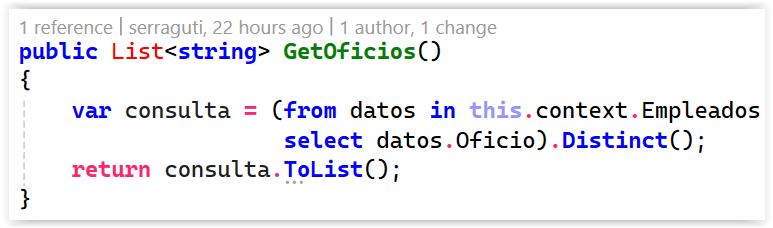 1 reference | serraguti, 22 hours ago | 1 author, 1 change
public List<string> GetOficios()
{
    var consulta = (from datos in this.context.Empleados
                    select datos.Oficio).Distinct();
    return consulta.ToList();
}